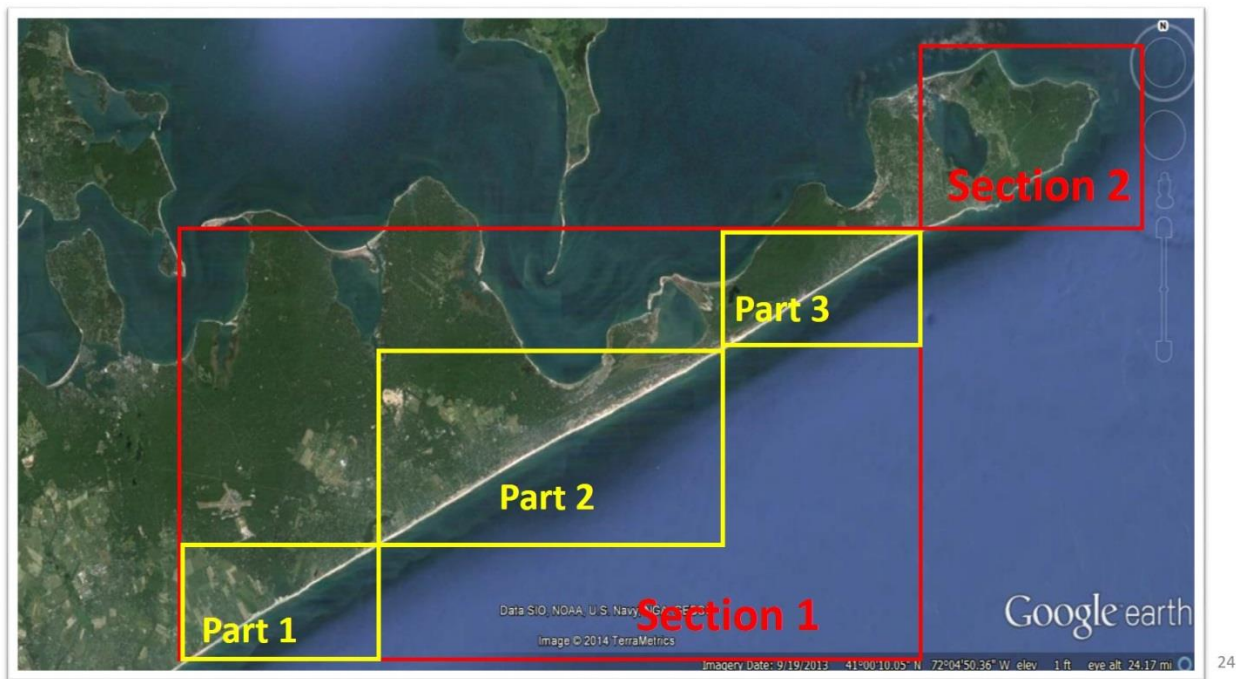 N
Section 2
Part 3
Part 2
Data SIO, NOAA, U.S. Navy, NGA, GEBCO
Section 1
Part 1
Image © 2014 TerraMetrics
Google earth
Imagery Date: 9/19/2013 41°00'10.05" N 72°04'50.36" W elev 1 ft eye alt 24.17 mi
24